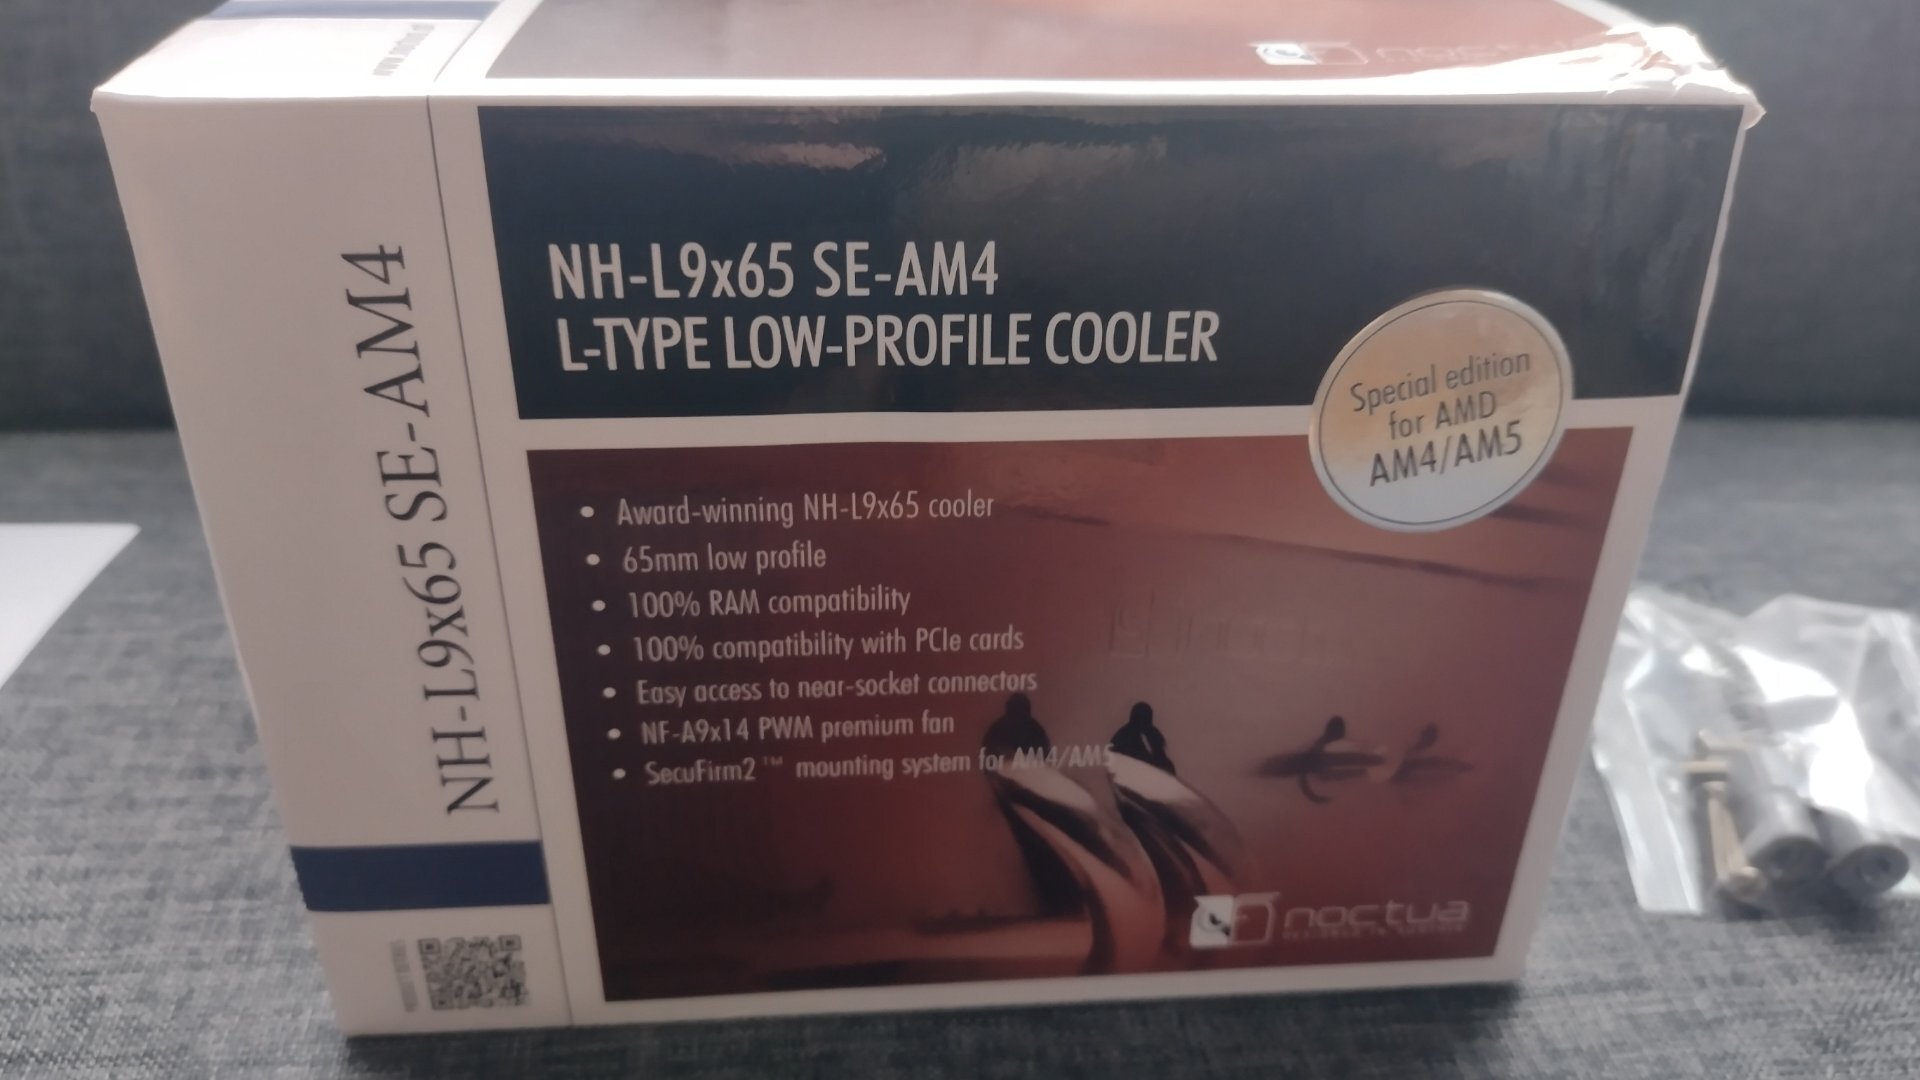 NH-L9x65 SE-AM4
noctua
NH-L9x65 SE-AM4
L-TYPE LOW-PROFILE COOLER
Special edition
for AMD
AM4/AM5
• Award-winning NH-L9x65 cooler
• 65mm low profile
• 100% RAM compatibility
• 100% compatibility with PCIe cards
• Easy access to near-socket connectors
• NF-A9x14 PWM premium fan
• SecuFirm2™ mounting system for AM4/AM5
noctua